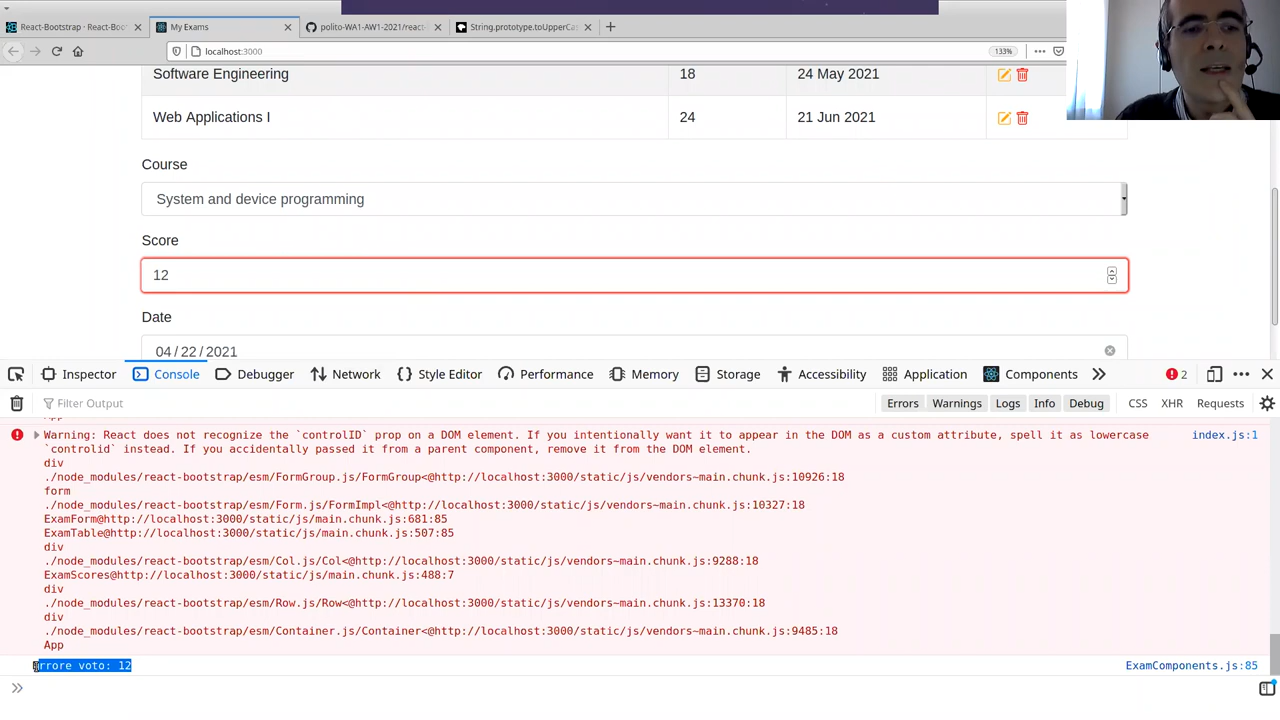 React-Bootstrap · React-Boo
My Exams
polito-WA1-AW1-2021/react-
String.prototype.toUpperCas
localhost:3000
133%
Software Engineering 18 24 May 2021
Web Applications I 24 21 Jun 2021
Course
System and device programming
Score
12
Date
04 / 22 / 2021
Inspector Console Debugger Network Style Editor Performance Memory Storage Accessibility Application Components 2
Filter Output
Errors Warnings Logs Info Debug CSS XHR Requests
App
Warning: React does not recognize the `controlID` prop on a DOM element. If you intentionally want it to appear in the DOM as a custom attribute, spell it as lowercase index.js:1
`controlid` instead. If you accidentally passed it from a parent component, remove it from the DOM element.
div
./node_modules/react-bootstrap/esm/FormGroup.js/FormGroup<@http://localhost:3000/static/js/vendors~main.chunk.js:10926:18
form
./node_modules/react-bootstrap/esm/Form.js/FormImpl<@http://localhost:3000/static/js/vendors~main.chunk.js:10327:18
ExamForm@http://localhost:3000/static/js/main.chunk.js:681:85
ExamTable@http://localhost:3000/static/js/main.chunk.js:507:85
div
./node_modules/react-bootstrap/esm/Col.js/Col<@http://localhost:3000/static/js/vendors~main.chunk.js:9288:18
ExamScores@http://localhost:3000/static/js/main.chunk.js:488:7
div
./node_modules/react-bootstrap/esm/Row.js/Row<@http://localhost:3000/static/js/vendors~main.chunk.js:13370:18
div
./node_modules/react-bootstrap/esm/Container.js/Container<@http://localhost:3000/static/js/vendors~main.chunk.js:9485:18
App
Errore voto: 12 ExamComponents.js:85